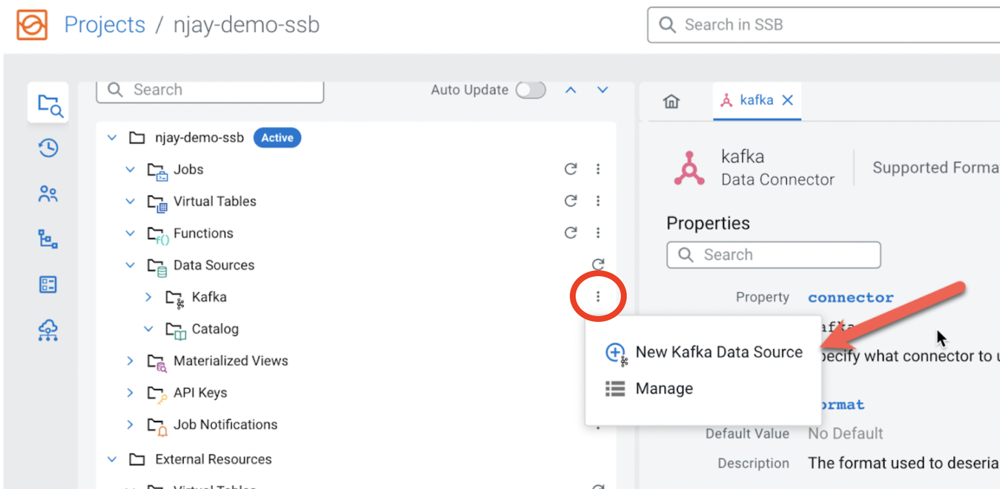 Projects / njay-demo-ssb
Search in SSB
Search
Auto Update
njay-demo-ssb Active
Jobs
Virtual Tables
f() Functions
Data Sources
Kafka
Catalog
Materialized Views
API Keys
Job Notifications
External Resources
Virtual Tables
New Kafka Data Source
Manage
kafka
kafka
Data Connector
Supported Forma
Properties
Search
Property connector
afka
pecify what connector to u
ormat
Default Value No Default
Description The format used to deseria